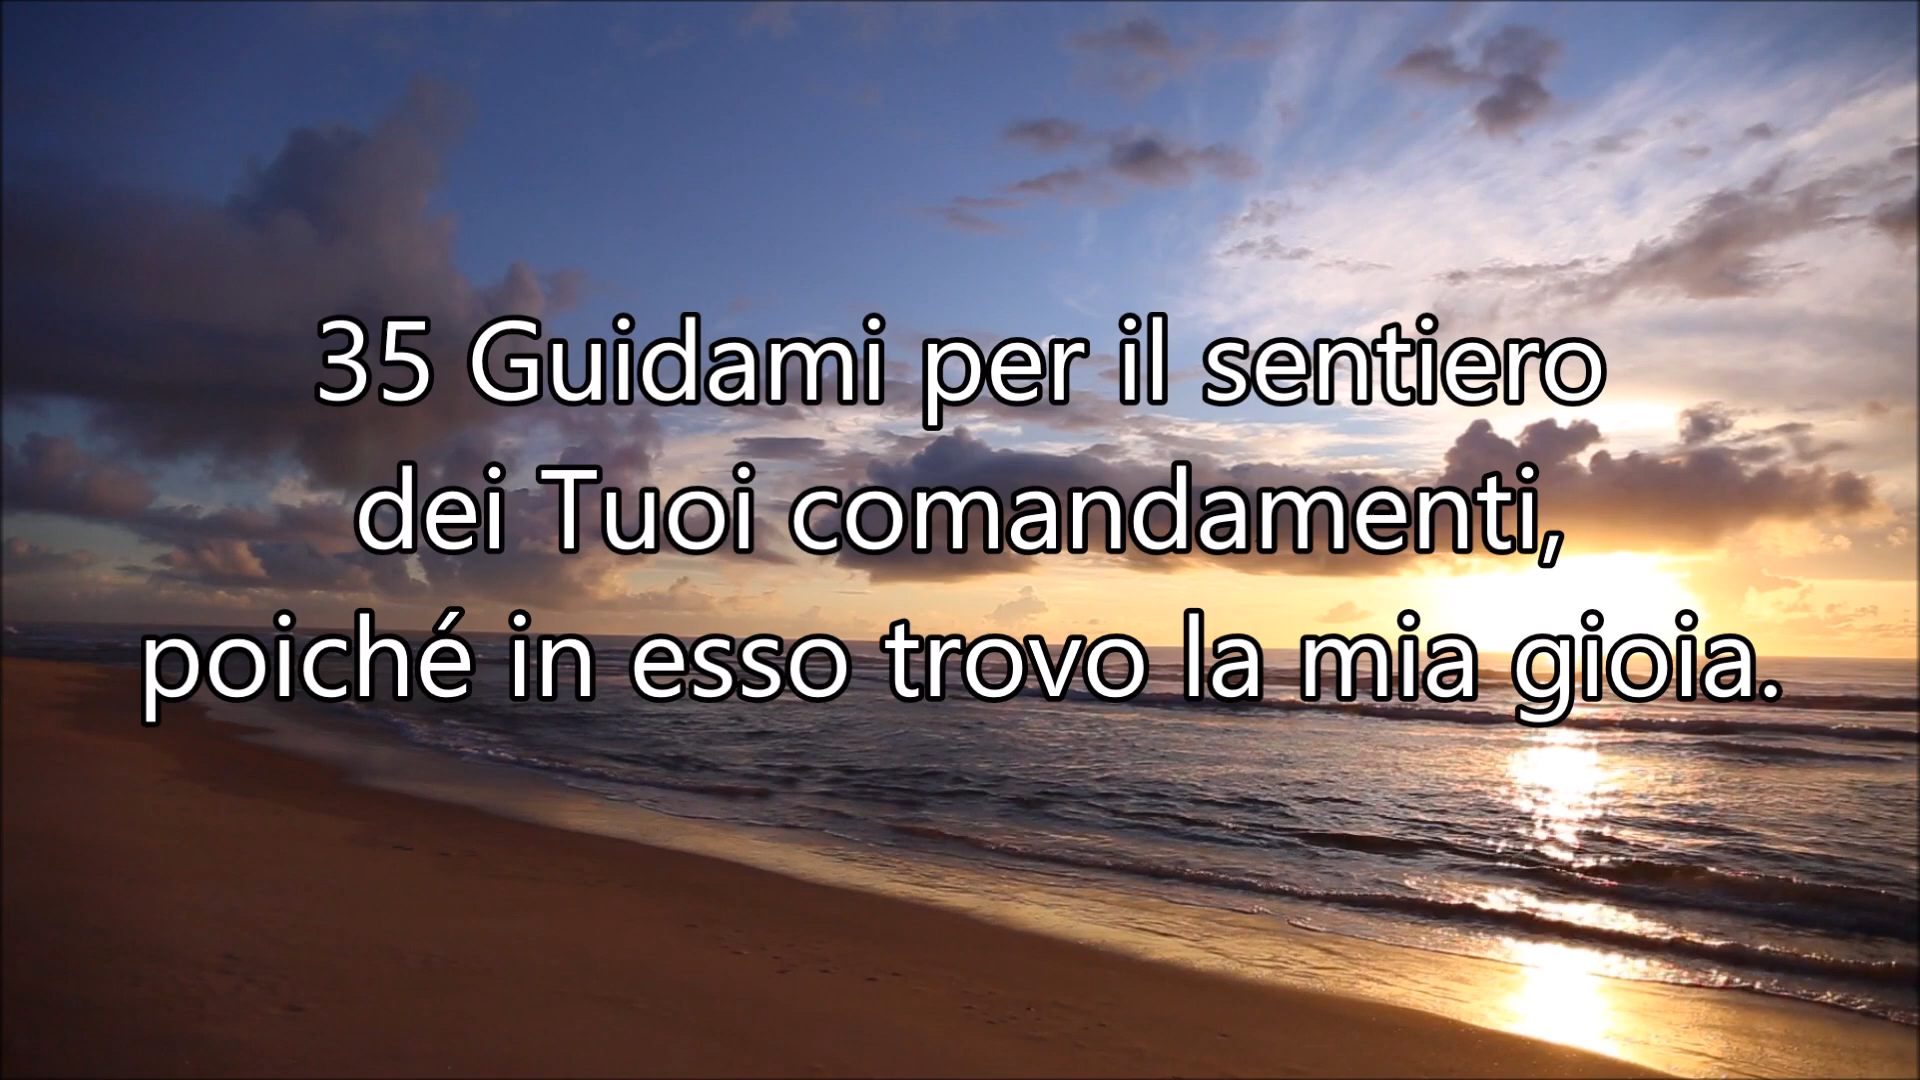 35 Guidami per il sentiero
dei Tuoi comandamenti,
poiché in esso trovo la mia gioia.